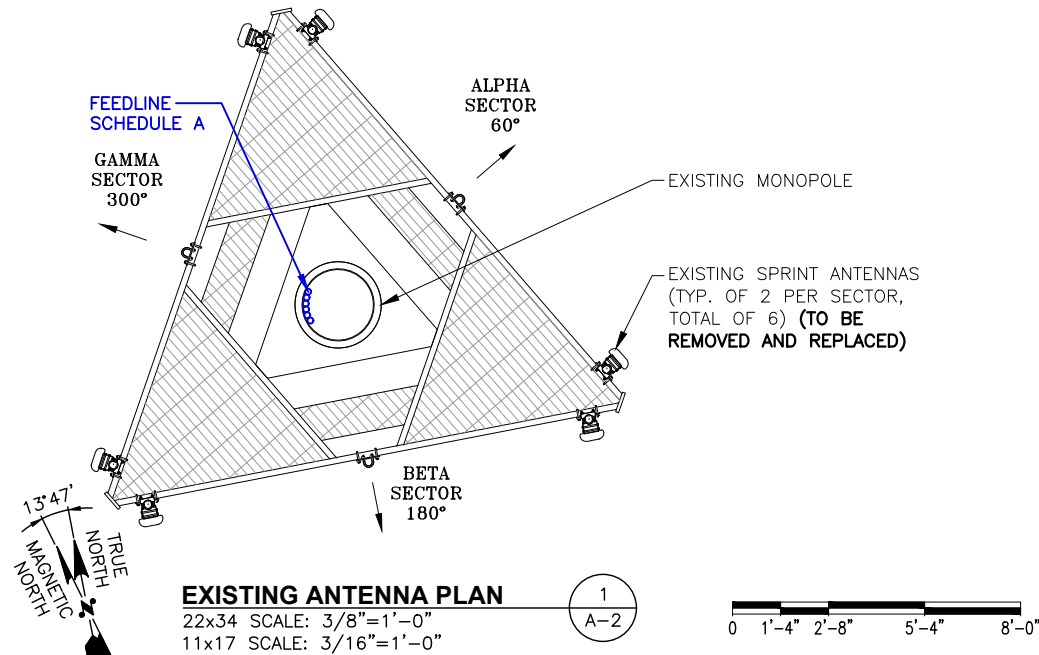 FEEDLINE
SCHEDULE A
ALPHA
SECTOR
60°
GAMMA
SECTOR
300°
EXISTING MONOPOLE
EXISTING SPRINT ANTENNAS
(TYP. OF 2 PER SECTOR,
TOTAL OF 6) (TO BE
REMOVED AND REPLACED)
BETA
SECTOR
180°
13°47'
TRUE
NORTH
MAGNETIC
NORTH
N
EXISTING ANTENNA PLAN
22x34 SCALE: 3/8"=1'-0"
11x17 SCALE: 3/16"=1'-0"
1
A-2
0 1'-4" 2'-8" 5'-4" 8'-0"